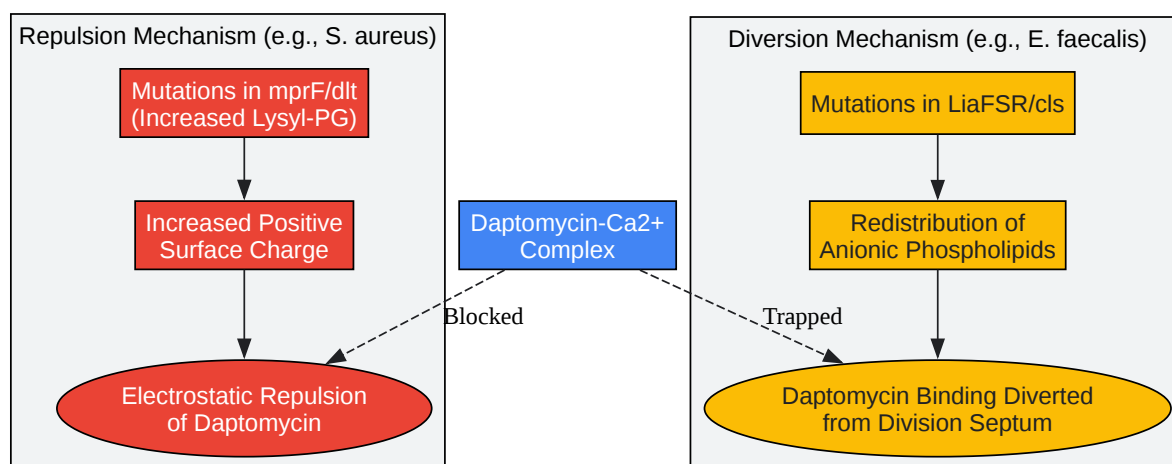 Repulsion Mechanism (e.g., S. aureus)
Mutations in mprF/dlt
(Increased Lysyl-PG)
Increased Positive
Surface Charge
Electrostatic Repulsion
of Daptomycin
Daptomycin-Ca2+
Complex
Blocked
Trapped
Diversion Mechanism (e.g., E. faecalis)
Mutations in LiaFSR/cls
Redistribution of
Anionic Phospholipids
Daptomycin Binding Diverted
from Division Septum